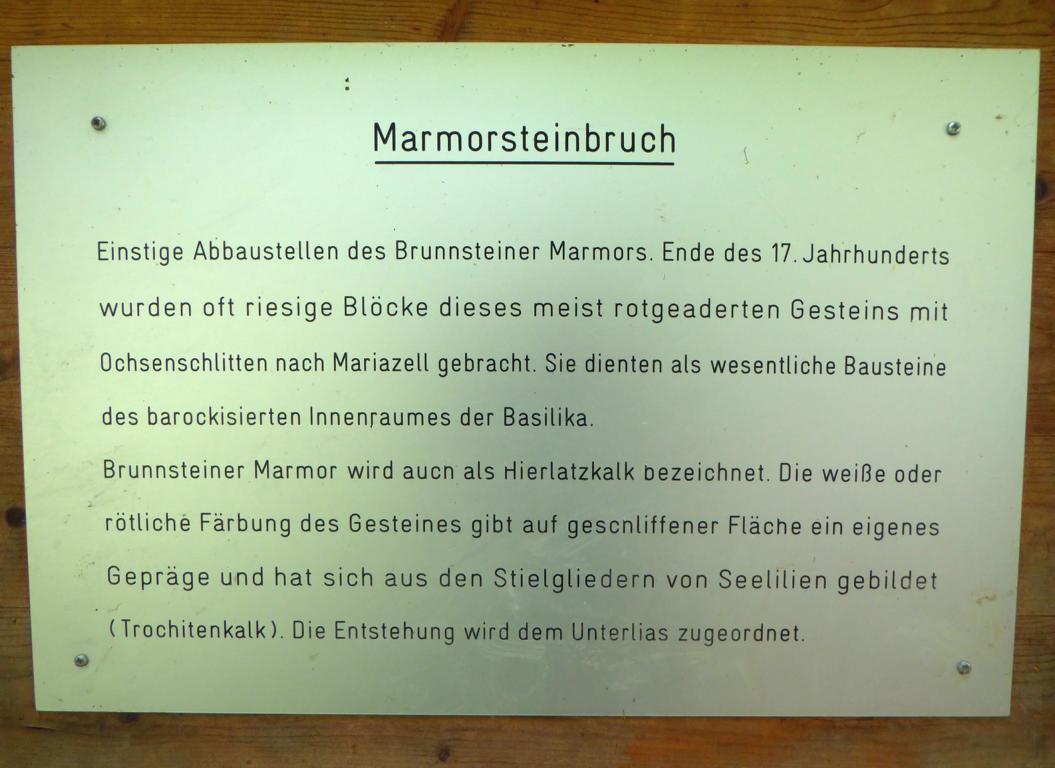 Marmorsteinbruch
Einstige Abbaustellen des Brunnsteiner Marmors. Ende des 17. Jahrhunderts
wurden oft riesige Blöcke dieses meist rotgeaderten Gesteins mit
Ochsenschlitten nach Mariazell gebracht. Sie dienten als wesentliche Bausteine
des barockisierten Innenraumes der Basilika.
Brunnsteiner Marmor wird auch als Hierlatzkalk bezeichnet. Die weiße oder
rötliche Färbung des Gesteines gibt auf geschliffener Fläche ein eigenes
Gepräge und hat sich aus den Stielgliedern von Seelilien gebildet
(Trochitenkalk). Die Entstehung wird dem Unterlias zugeordnet.